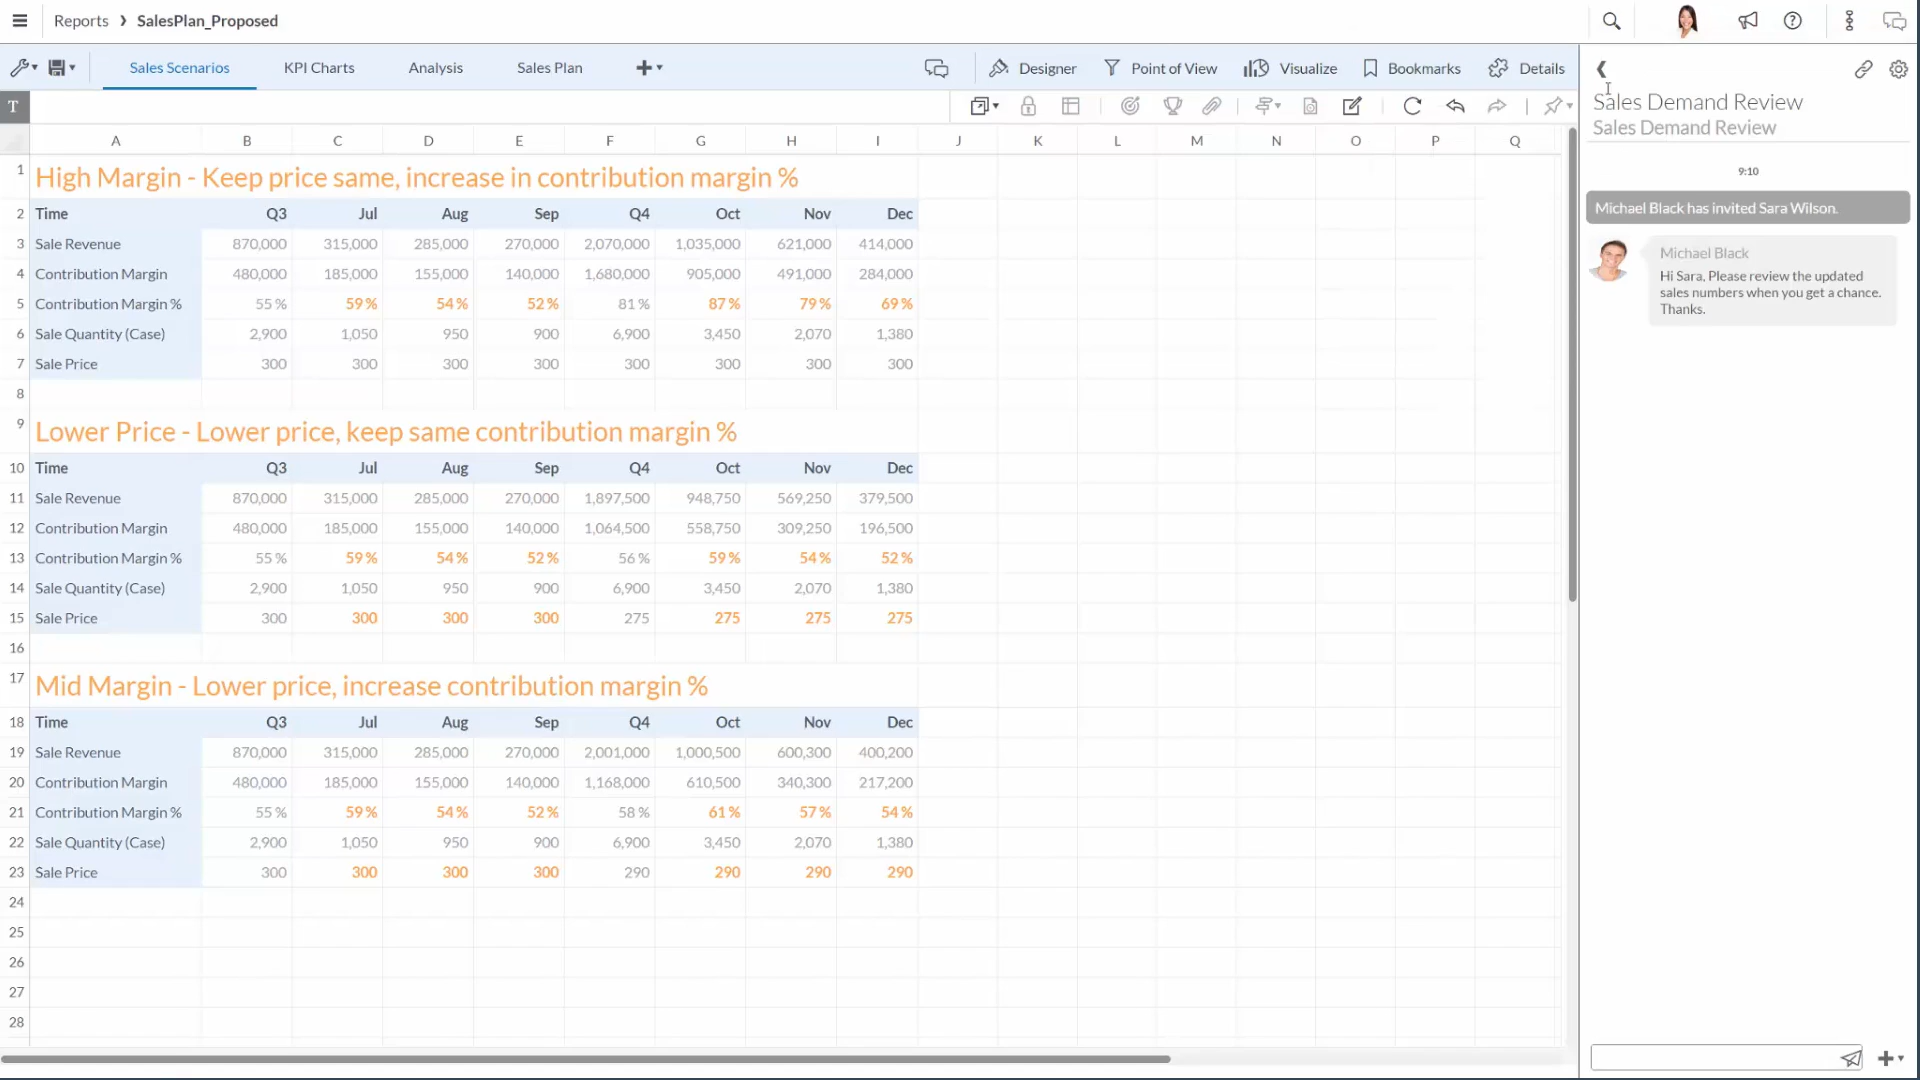 Reports > SalesPlan_Proposed
Sales Scenarios KPI Charts Analysis Sales Plan Designer Point of View Visualize Bookmarks Details
T
A B C D E F G H I J K L M N O P Q
1 High Margin - Keep price same, increase in contribution margin %
2 Time Q3 Jul Aug Sep Q4 Oct Nov Dec
3 Sale Revenue 870,000 315,000 285,000 270,000 2,070,000 1,035,000 621,000 414,000
4 Contribution Margin 480,000 185,000 155,000 140,000 1,680,000 905,000 491,000 284,000
5 Contribution Margin % 55 % 59 % 54 % 52 % 81 % 87 % 79 % 69 %
6 Sale Quantity (Case) 2,900 1,050 950 900 6,900 3,450 2,070 1,380
7 Sale Price 300 300 300 300 300 300 300 300
8
9 Lower Price - Lower price, keep same contribution margin %
10 Time Q3 Jul Aug Sep Q4 Oct Nov Dec
11 Sale Revenue 870,000 315,000 285,000 270,000 1,897,500 948,750 569,250 379,500
12 Contribution Margin 480,000 185,000 155,000 140,000 1,064,500 558,750 309,250 196,500
13 Contribution Margin % 55 % 59 % 54 % 52 % 56 % 59 % 54 % 52 %
14 Sale Quantity (Case) 2,900 1,050 950 900 6,900 3,450 2,070 1,380
15 Sale Price 300 300 300 300 275 275 275 275
16
17 Mid Margin - Lower price, increase contribution margin %
18 Time Q3 Jul Aug Sep Q4 Oct Nov Dec
19 Sale Revenue 870,000 315,000 285,000 270,000 2,001,000 1,000,500 600,300 400,200
20 Contribution Margin 480,000 185,000 155,000 140,000 1,168,000 610,500 340,300 217,200
21 Contribution Margin % 55 % 59 % 54 % 52 % 58 % 61 % 57 % 54 %
22 Sale Quantity (Case) 2,900 1,050 950 900 6,900 3,450 2,070 1,380
23 Sale Price 300 300 300 300 290 290 290 290
24
25
26
27
28
Sales Demand Review
Sales Demand Review
9:10
Michael Black has invited Sara Wilson.
Michael Black
Hi Sara, Please review the updated
sales numbers when you get a chance.
Thanks.